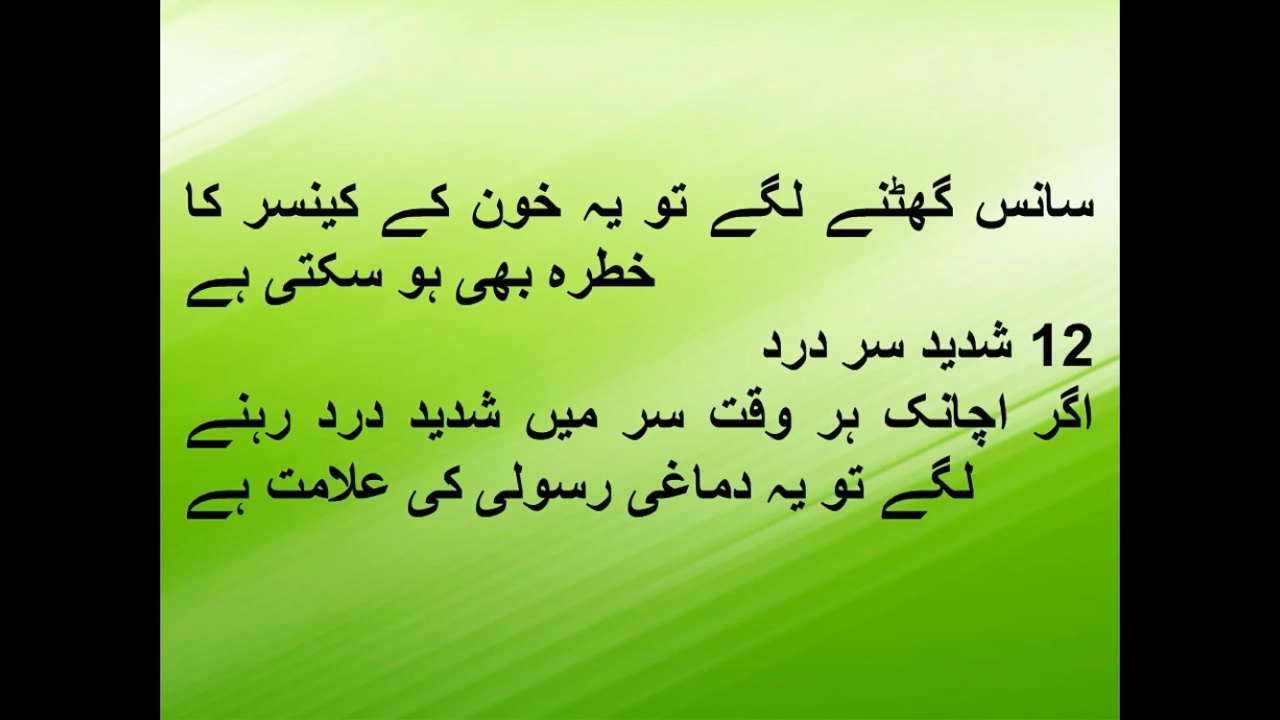 سانس گھٹنے لگے تو یہ خون کے کینسر کا
خطرہ بھی ہو سکتی ہے
12 شدید سر درد
اگر اچانک ہر وقت سر میں شدید درد رہنے
لگے تو یہ دماغی رسولی کی علامت ہے